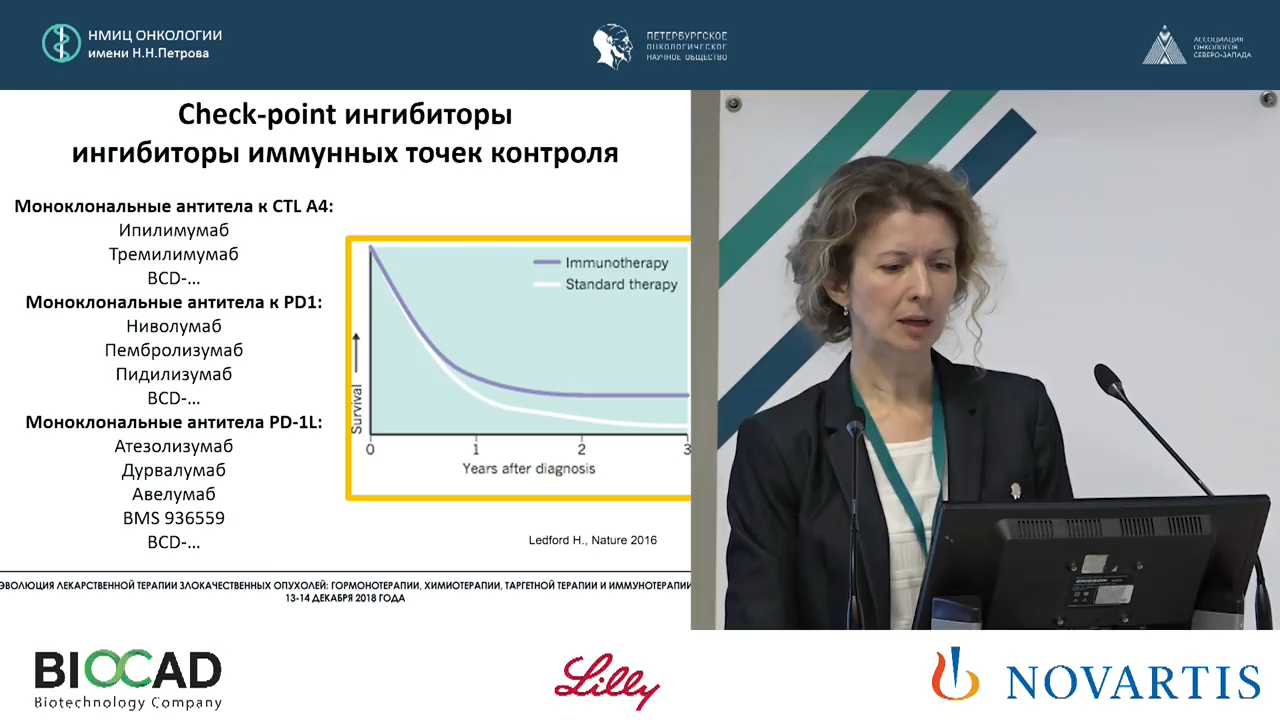 НМИЦ ОНКОЛОГИИ
имени Н.Н.Петрова
ПЕТЕРБУРГСКОЕ
ОНКОЛОГИЧЕСКОЕ
НАУЧНОЕ ОБЩЕСТВО
АССОЦИАЦИЯ
ОНКОЛОГОВ
СЕВЕРО-ЗАПАДА
Check-point ингибиторы
ингибиторы иммунных точек контроля
Моноклональные антитела к CTL A4:
Ипилимумаб
Тремилимумаб
BCD-...
Моноклональные антитела к PD1:
Ниволумаб
Пембролизумаб
Пидилизумаб
BCD-...
Моноклональные антитела PD-1L:
Атезолизумаб
Дурвалумаб
Авелумаб
BMS 936559
BCD-...
Immunotherapy
Standard therapy
Survival
0 1 2 3
Years after diagnosis
Ledford H., Nature 2016
ЭВОЛЮЦИЯ ЛЕКАРСТВЕННОЙ ТЕРАПИИ ЗЛОКАЧЕСТВЕННЫХ ОПУХОЛЕЙ: ГОРМОНОТЕРАПИИ, ХИМИОТЕРАПИИ, ТАРГЕТНОЙ ТЕРАПИИ И ИММУНОТЕРАПИИ
13-14 ДЕКАБРЯ 2018 ГОДА
BIOCAD
Biotechnology Company
Lilly
NOVARTIS